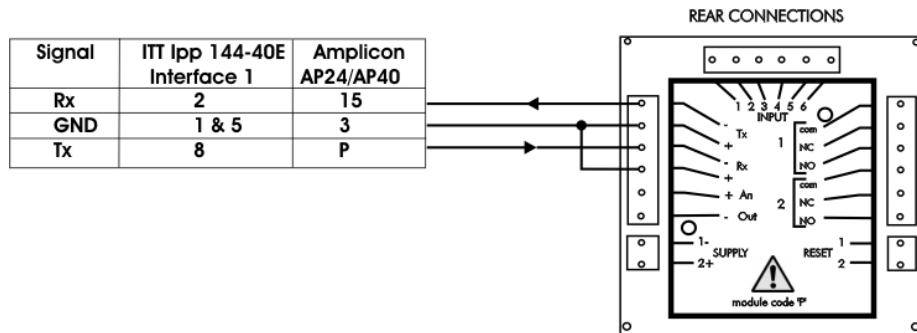 REAR CONNECTIONS
Signal ITT Ipp 144-40E Amplicon
Interface 1 AP24/AP40
Rx 2 15
GND 1 & 5 3
Tx 8 P
1 2 3 4 5 6
INPUT
- Tx
+
- Rx
+
+ An
- Out
1 com
NC
NO
2 com
NC
NO
1- SUPPLY
2+
RESET 1
2
module code 'P'